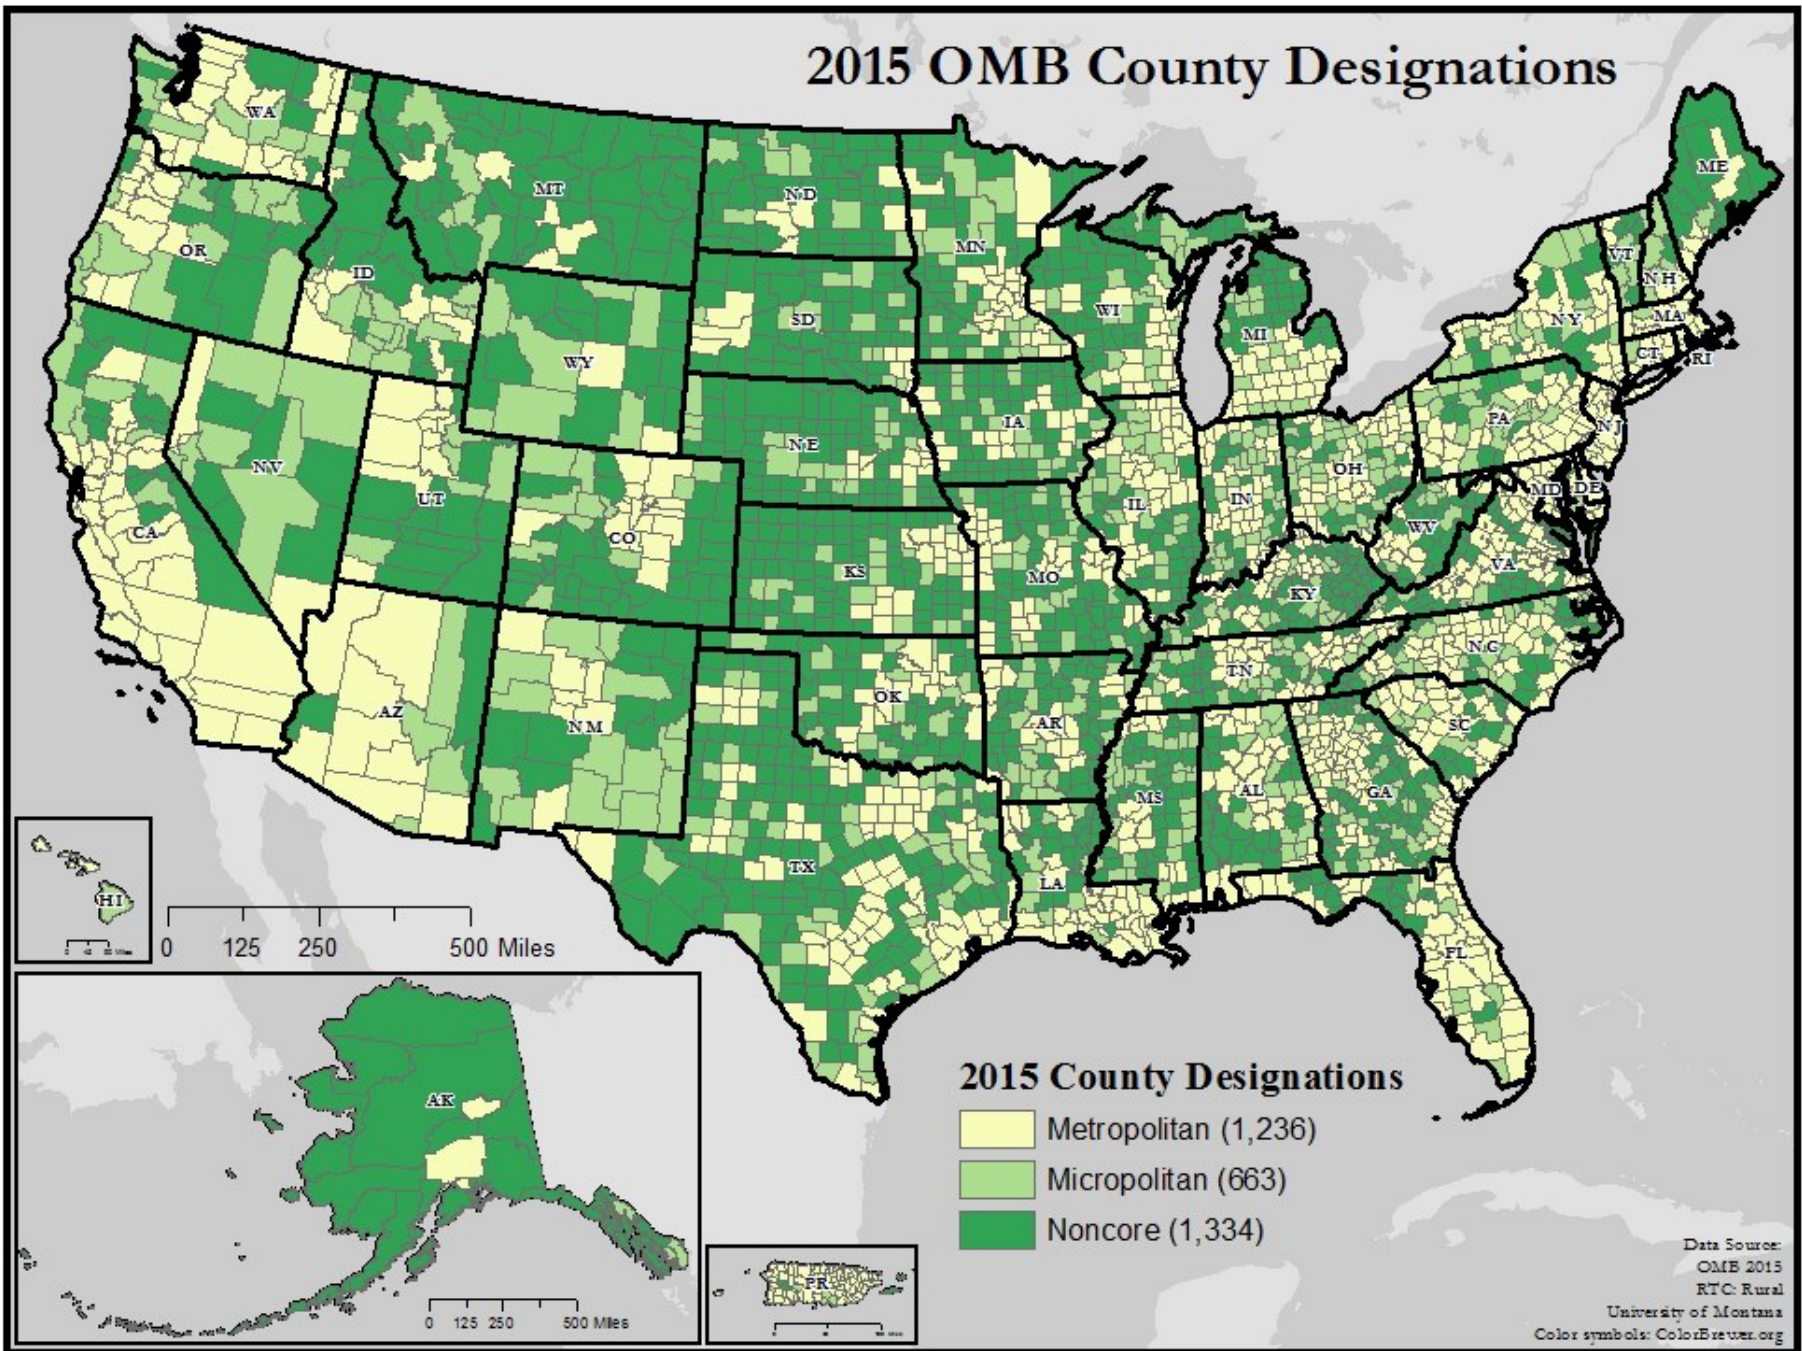 2015 OMB County Designations
WA
MT
ND
MN
ME
OR
ID
SD
WI
MI
VT
NH
NY
MA
CT
RI
WY
NE
IA
PA
NJ
NV
UT
CO
IL
IN
OH
MD
DE
WV
CA
KS
MO
KY
VA
AZ
NM
OK
AR
TN
NC
SC
TX
LA
MS
AL
GA
FL
HI
0 125 250 500 Miles
AK
0 125 250 500 Miles
PR
2015 County Designations
Metropolitan (1,236)
Micropolitan (663)
Noncore (1,334)
Data Source:
OMB 2015
RTC: Rural
University of Montana
Color symbols: ColorBrewer.org